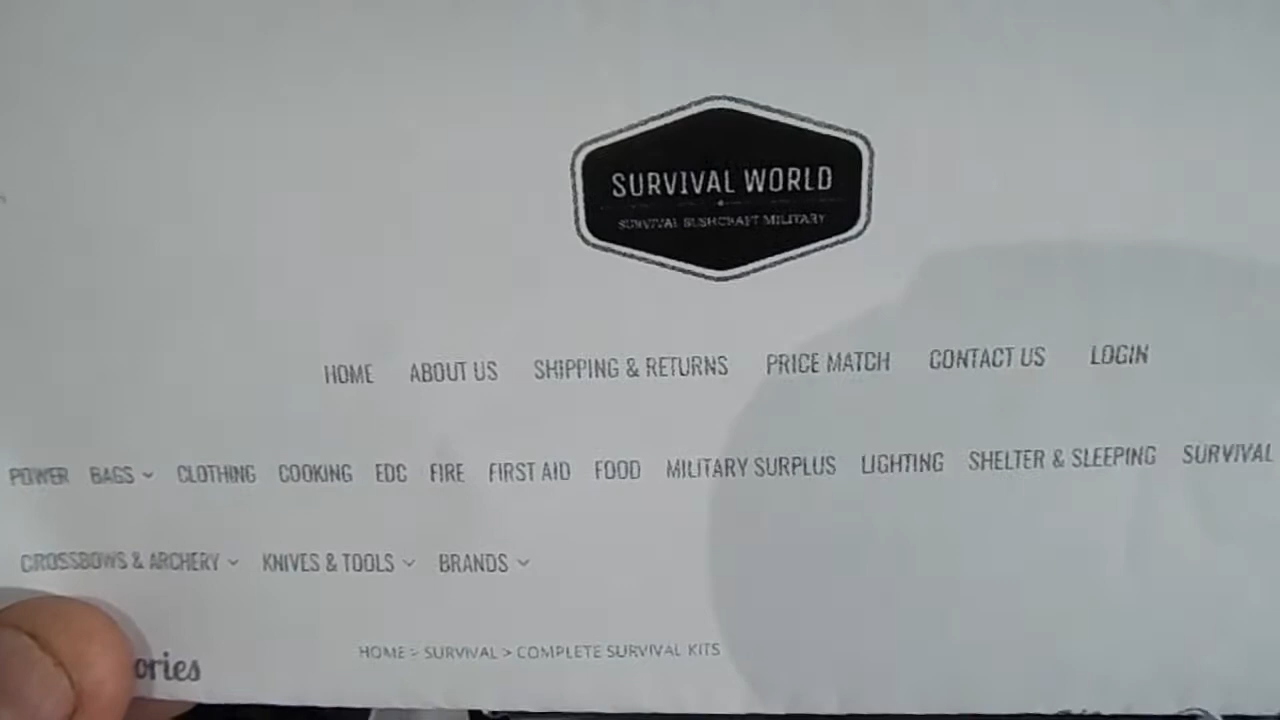 SURVIVAL WORLD
SURVIVAL BUSHCRAFT MILITARY
HOME ABOUT US SHIPPING & RETURNS PRICE MATCH CONTACT US LOGIN
POWER BAGS CLOTHING COOKING EDC FIRE FIRST AID FOOD MILITARY SURPLUS LIGHTING SHELTER & SLEEPING SURVIVAL
CROSSBOWS & ARCHERY KNIVES & TOOLS BRANDS
HOME > SURVIVAL > COMPLETE SURVIVAL KITS
ories